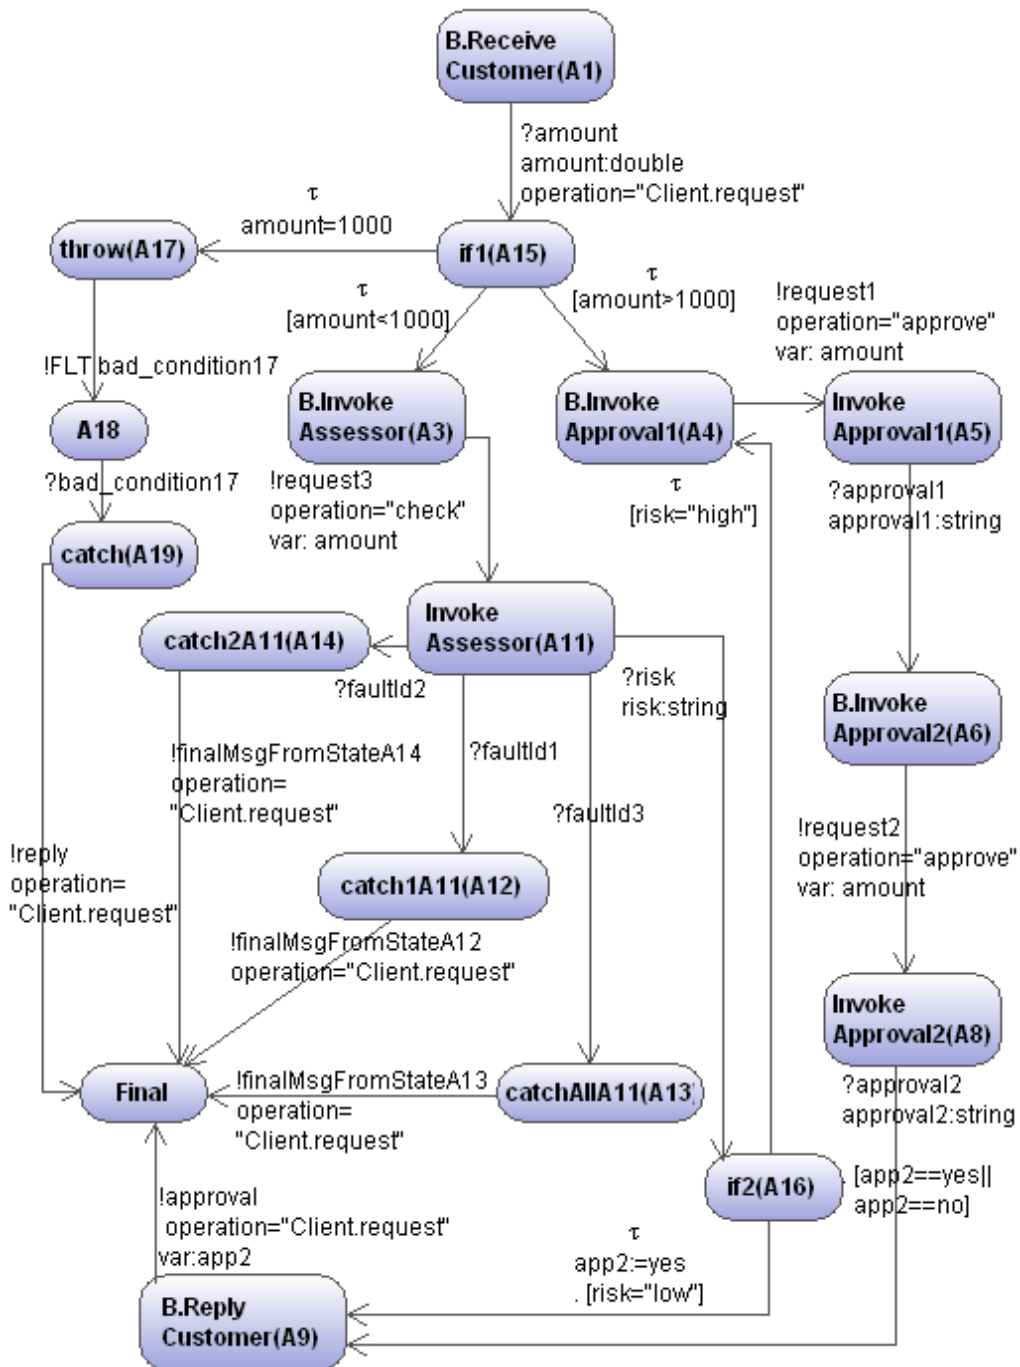 B.Receive
Customer(A1)
?amount
amount:double
operation="Client.request"
τ
amount=1000
throw(A17)
if1(A15)
τ
[amount<1000]
τ
[amount>1000]
!request1
operation="approve"
var: amount
!FLT bad_condition17
B.Invoke
Assessor(A3)
B.Invoke
Approval1(A4)
Invoke
Approval1(A5)
A18
?bad_condition17
!request3
operation="check"
var: amount
τ
[risk="high"]
?approval1
approval1:string
catch(A19)
catch2A11(A14)
Invoke
Assessor(A11)
?faultId2
?risk
risk:string
B.Invoke
Approval2(A6)
!finalMsgFromStateA14
operation=
"Client.request"
?faultId1
?faultId3
!request2
operation="approve"
var: amount
!reply
operation=
"Client.request"
catch1A11(A12)
!finalMsgFromStateA12
operation="Client.request"
Invoke
Approval2(A8)
Final
!finalMsgFromStateA13
operation=
"Client.request"
catchAllA11(A13)
?approval2
approval2:string
if2(A16)
[app2==yes||
app2==no]
!approval
operation="Client.request"
var:app2
τ
app2:=yes
. [risk="low"]
B.Reply
Customer(A9)